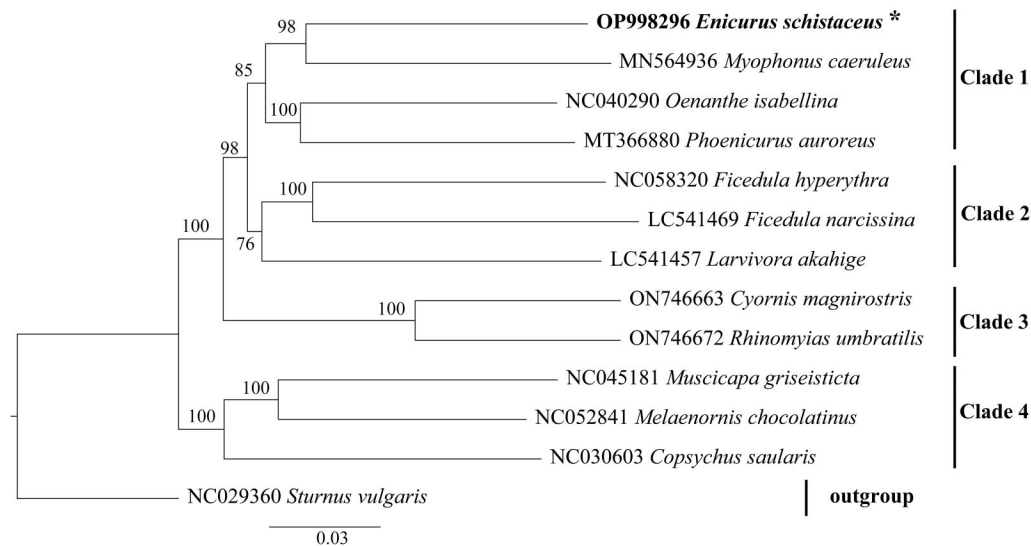 OP998296 Enicurus schistaceus *
98
MN564936 Myophonus caeruleus
85
Clade 1
NC040290 Oenanthe isabellina
100
MT366880 Phoenicurus auroreus
98
NC058320 Ficedula hyperythra
100
LC541469 Ficedula narcissina
Clade 2
100
76
LC541457 Larvivora akahige
ON746663 Cyornis magnirostris
100
Clade 3
ON746672 Rhinomyias umbratilis
NC045181 Muscicapa griseisticta
100
NC052841 Melaenornis chocolatinus
Clade 4
100
NC030603 Copsychus saularis
NC029360 Sturnus vulgaris
outgroup
0.03